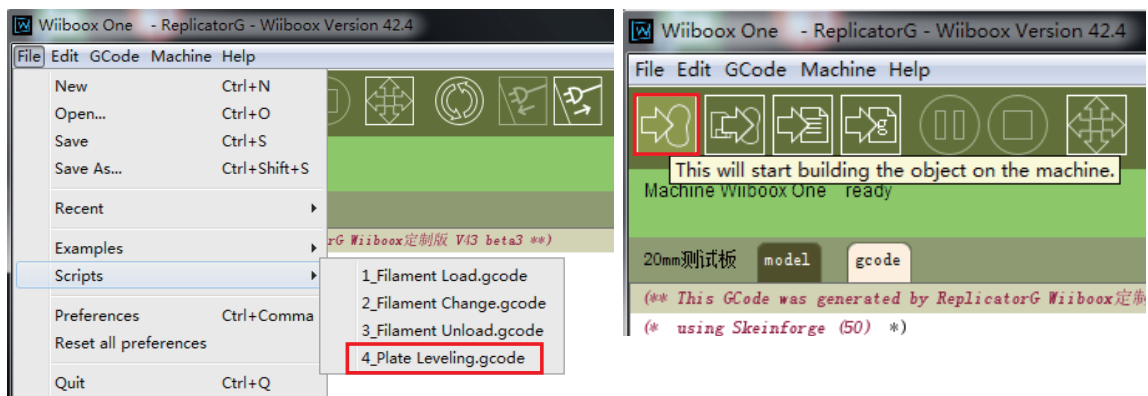 Wiiboox One - ReplicatorG - Wiiboox Version 42.4
File Edit GCode Machine Help
New Ctrl+N
Open... Ctrl+O
Save Ctrl+S
Save As... Ctrl+Shift+S
Recent
Examples
Scripts
Preferences Ctrl+Comma
Reset all preferences
Quit Ctrl+Q
rG Wiiboox定制版 V43 beta3 **)
1_Filament Load.gcode
2_Filament Change.gcode
3_Filament Unload.gcode
4_Plate Leveling.gcode
Wiiboox One - ReplicatorG - Wiiboox Version 42.4
File Edit GCode Machine Help
This will start building the object on the machine.
Machine Wiiboox One ready
20mm测试板 model gcode
(** This GCode was generated by ReplicatorG Wiiboox定制
(* using Skeinforge (50) *)